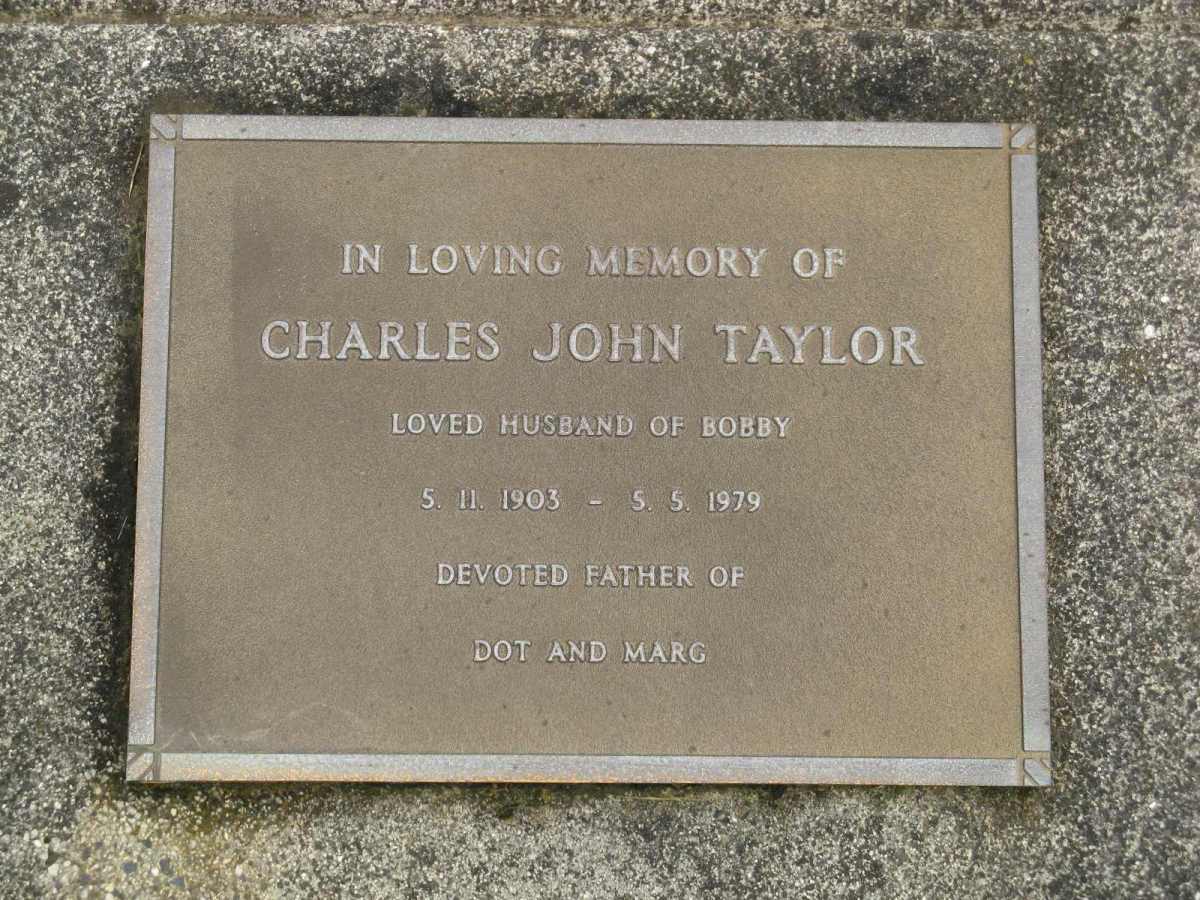 IN LOVING MEMORY OF
CHARLES JOHN TAYLOR
LOVED HUSBAND OF BOBBY
5. 11. 1903 - 5. 5. 1979
DEVOTED FATHER OF
DOT AND MARG